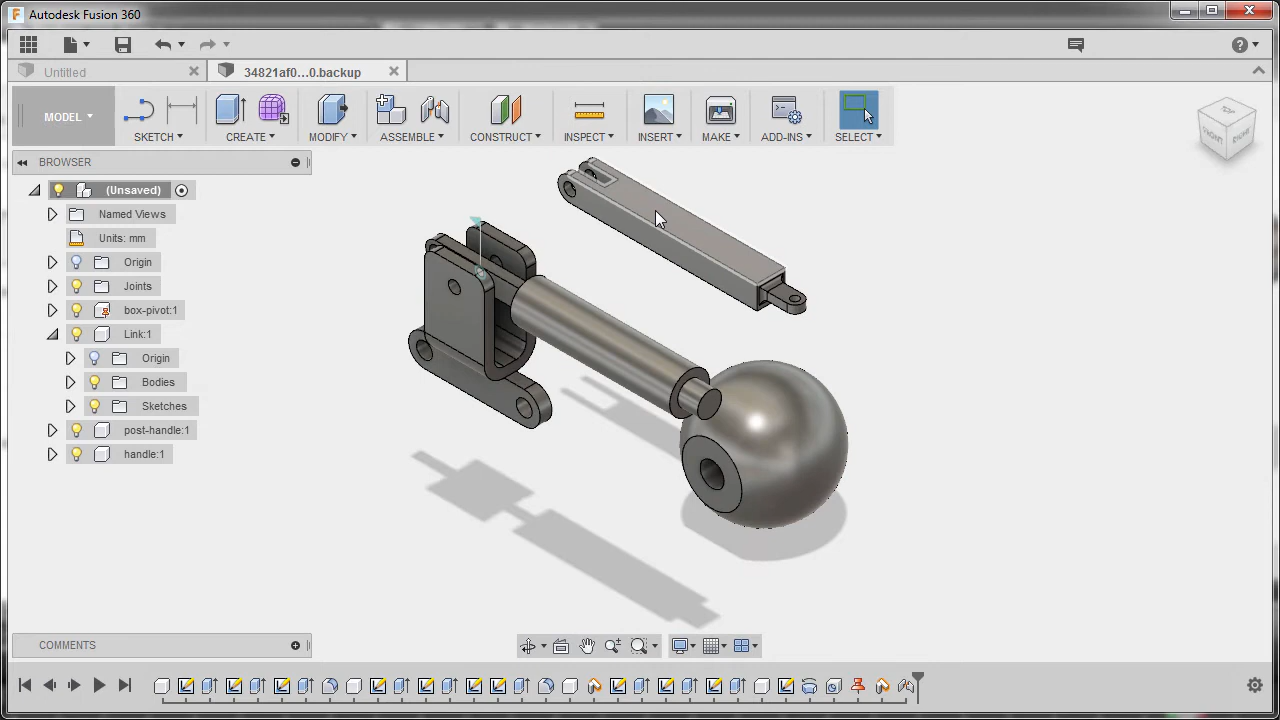 Autodesk Fusion 360
Untitled
34821af0...0.backup
MODEL
SKETCH
CREATE
MODIFY
ASSEMBLE
CONSTRUCT
INSPECT
INSERT
MAKE
ADD-INS
SELECT
FRONT
RIGHT
BROWSER
(Unsaved)
Named Views
Units: mm
Origin
Joints
box-pivot:1
Link:1
Origin
Bodies
Sketches
post-handle:1
handle:1
COMMENTS